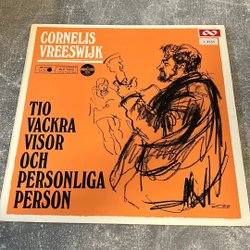 CORNELIS
VREESWIJK
TIO
VACKRA
VISOR
OCH
PERSONLIGA
PERSON